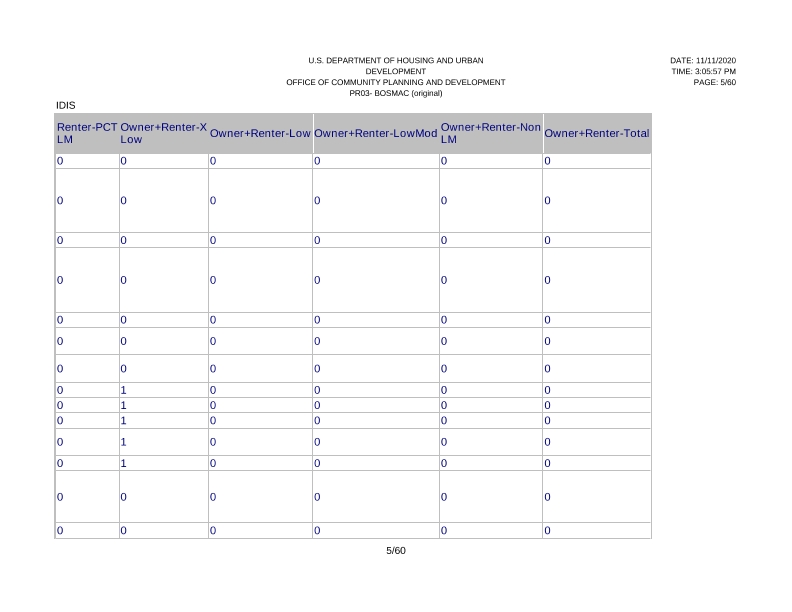 U.S. DEPARTMENT OF HOUSING AND URBAN
DEVELOPMENT
OFFICE OF COMMUNITY PLANNING AND DEVELOPMENT
PR03- BOSMAC (original)
DATE: 11/11/2020
TIME: 3:05:57 PM
PAGE: 5/60
IDIS
Renter-PCT LM Owner+Renter-X Low Owner+Renter-Low Owner+Renter-LowMod Owner+Renter-Non LM Owner+Renter-Total
0 0 0 0 0 0
0 0 0 0 0 0
0 0 0 0 0 0
0 0 0 0 0 0
0 0 0 0 0 0
0 0 0 0 0 0
0 0 0 0 0 0
0 1 0 0 0 0
0 1 0 0 0 0
0 1 0 0 0 0
0 1 0 0 0 0
0 1 0 0 0 0
0 0 0 0 0 0
0 0 0 0 0 0
5/60